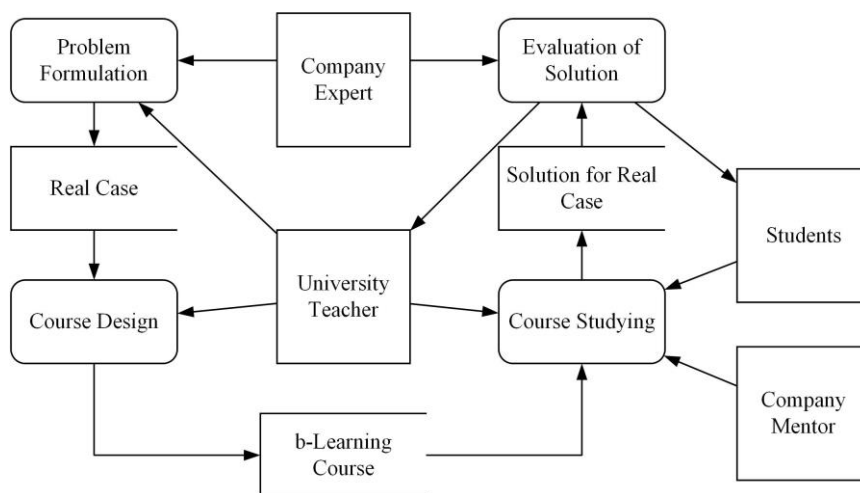 Problem
Formulation
Company
Expert
Evaluation of
Solution
Real Case
Solution for Real
Case
University
Teacher
Students
Course Design
Course Studying
b-Learning
Course
Company
Mentor